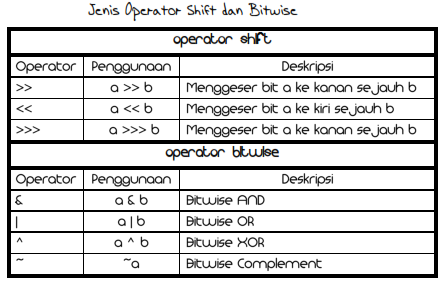 Jenis Operator Shift dan Bitwise
operator shift
Operator Penggunaan Deskripsi
>> a >> b Menggeser bit a ke kanan sejauh b
<< a << b Menggeser bit a ke kiri sejauh b
>>> a >>> b Menggeser bit a ke kanan sejauh b
operator bitwise
Operator Penggunaan Deskripsi
& a & b Bitwise AND
| a | b Bitwise OR
^ a ^ b Bitwise XOR
~ ~a Bitwise Complement